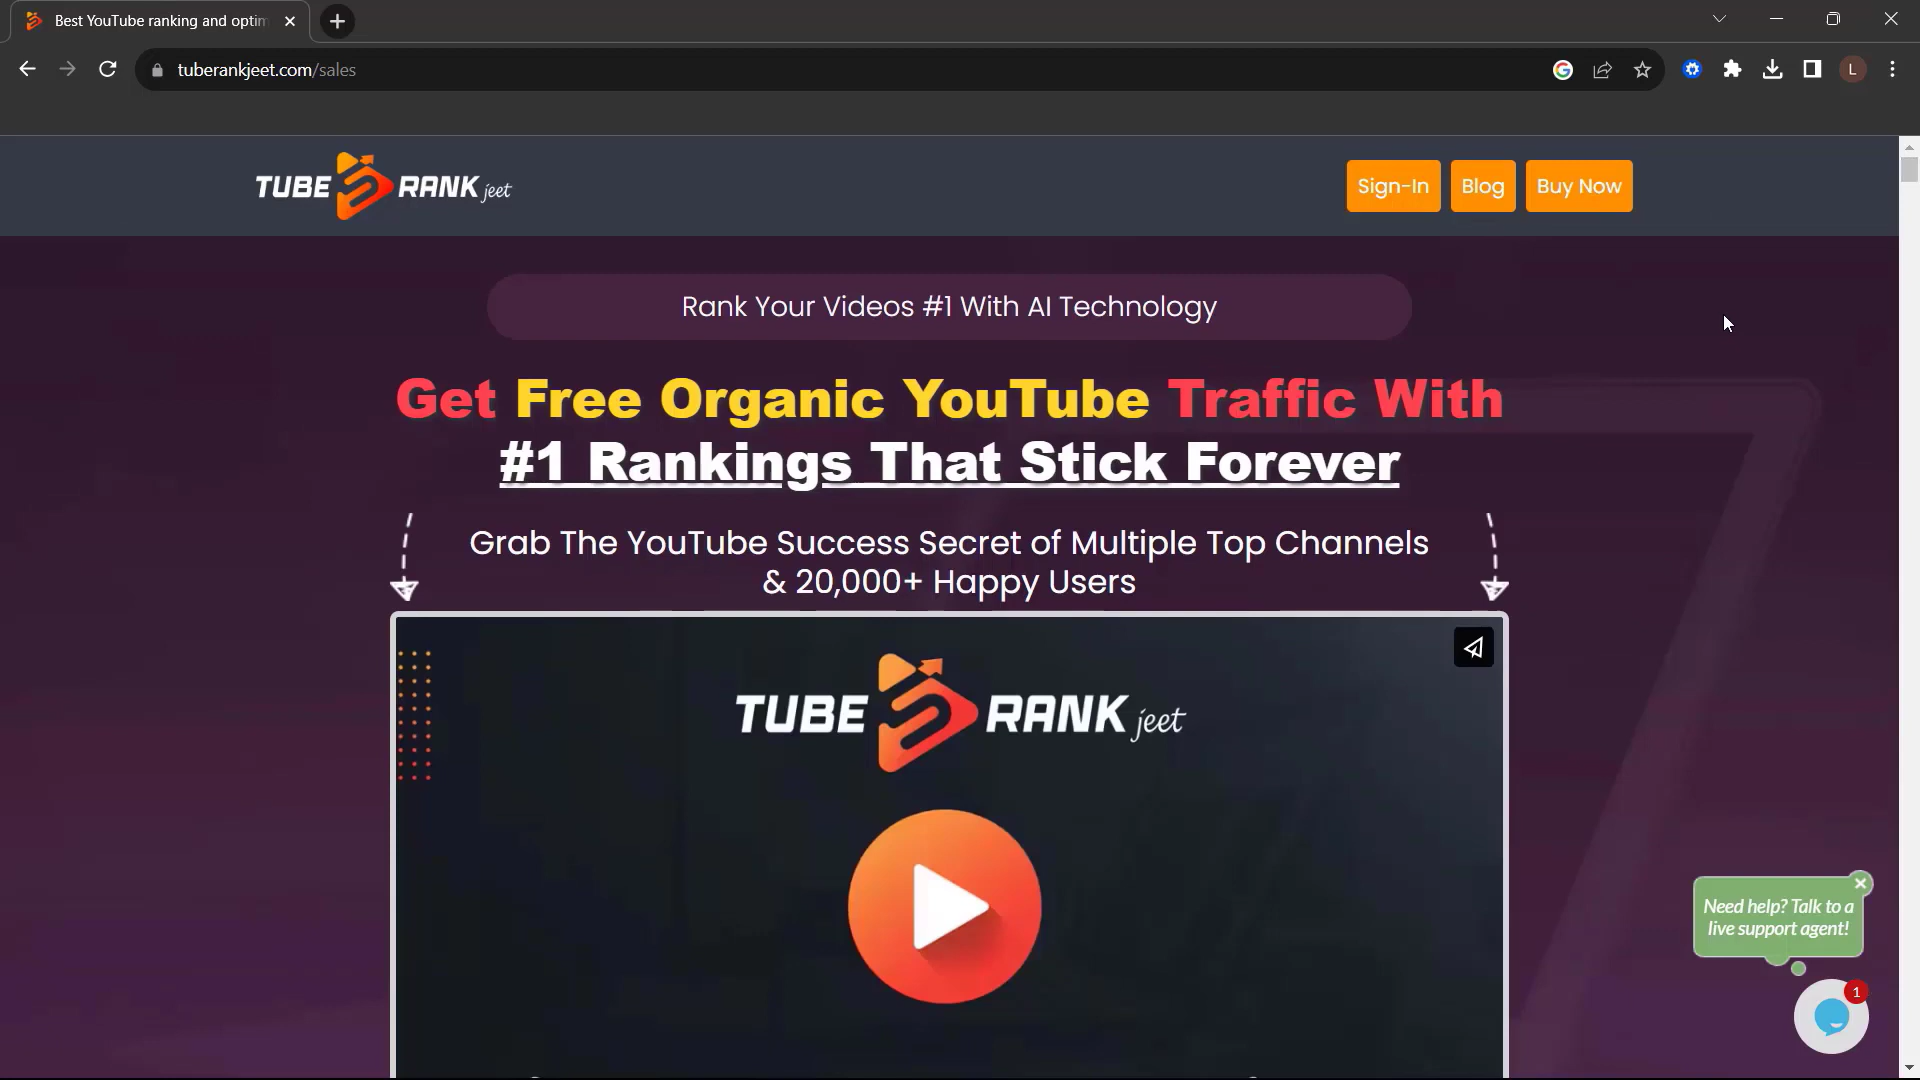 Best YouTube ranking and optim
tuberankjeet.com/sales
L
TUBE RANK jeet
Sign-In
Blog
Buy Now
Rank Your Videos #1 With AI Technology
Get Free Organic YouTube Traffic With
#1 Rankings That Stick Forever
Grab The YouTube Success Secret of Multiple Top Channels
& 20,000+ Happy Users
TUBE RANK jeet
Need help? Talk to a
live support agent!
1